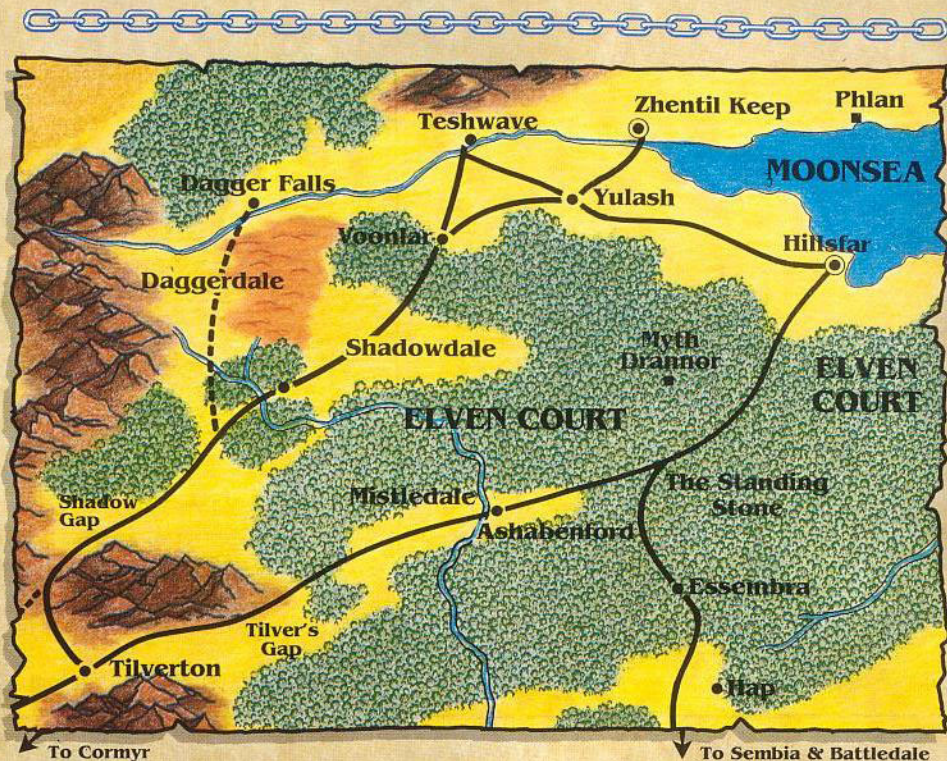 Zhentil Keep
Phlan
Teshwave
MOONSEA
Dagger Falls
Yulash
Voonlar
Hillsfar
Daggerdale
Shadowdale
Myth
Drannor
ELVEN
COURT
ELVEN COURT
The Standing
Stone
Mistledale
Shadow
Gap
Ashabenford
Essembra
Tilver's
Gap
Tilverton
Hap
To Cormyr
To Sembia & Battledale